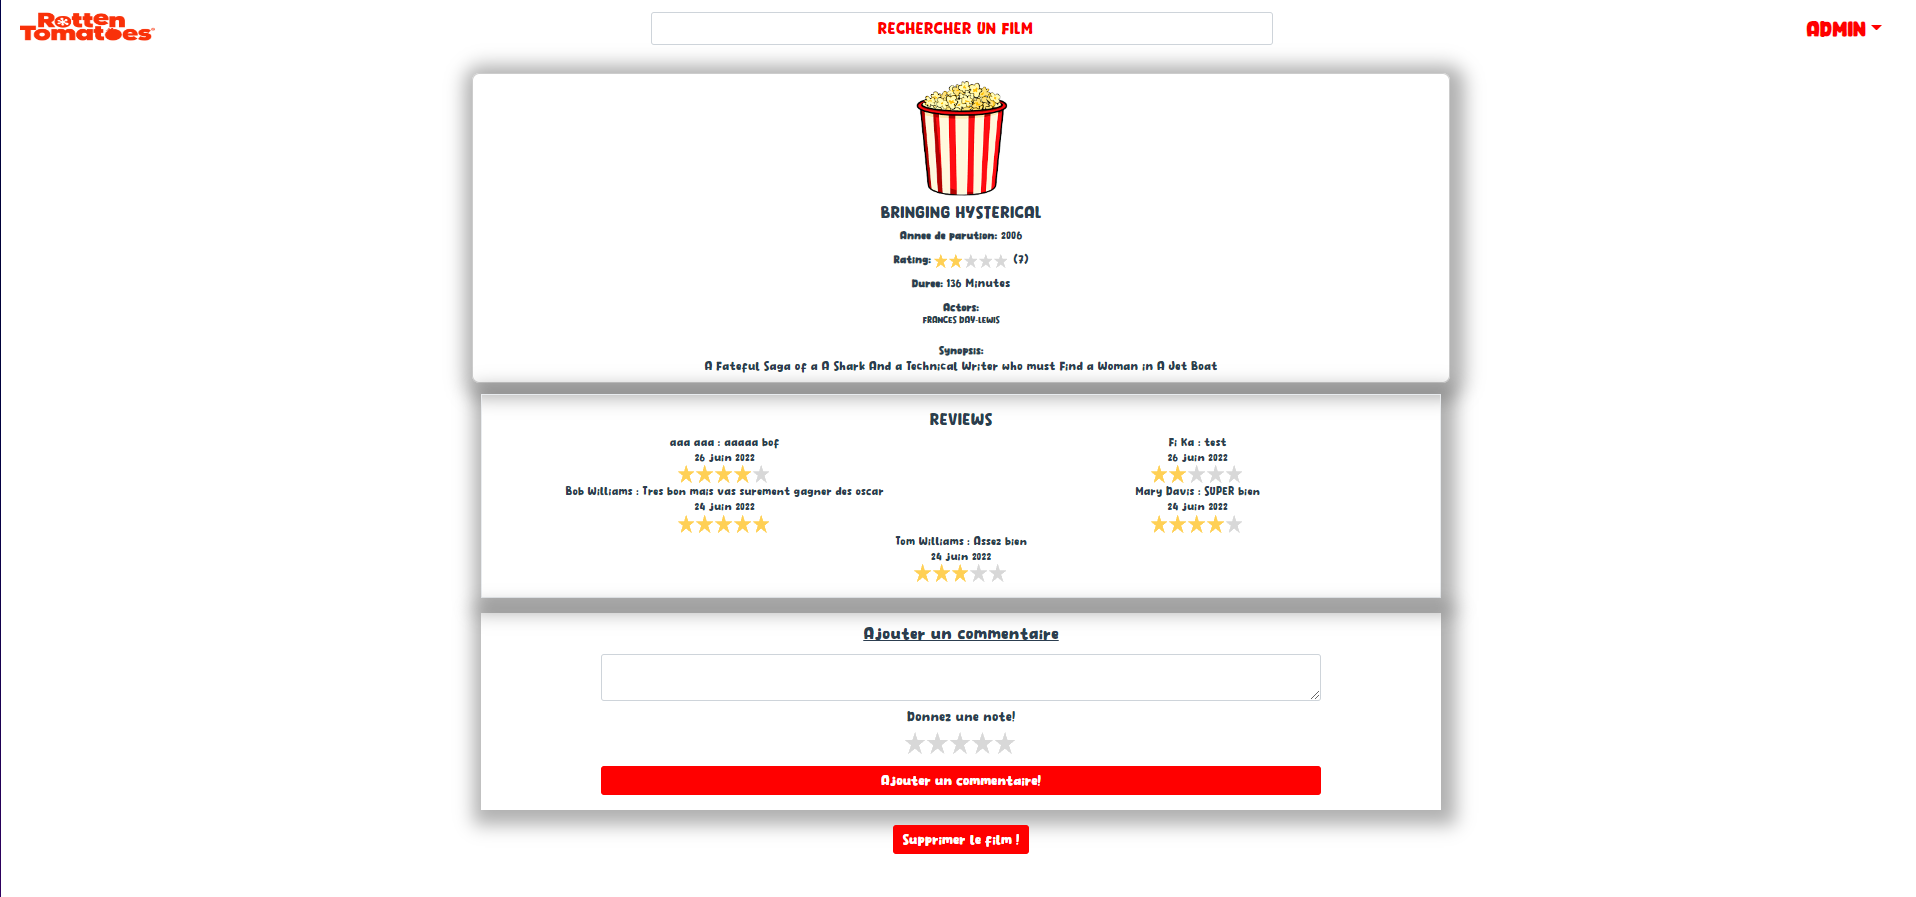 Rotten
Tomatoes
RECHERCHER UN FILM
ADMIN
BRINGING HYSTERICAL
Annee de parution: 2006
Rating: (7)
Duree: 136 Minutes
Actors:
FRANCES DAY-LEWIS
Synopsis:
A Fateful Saga of a A Shark And a Technical Writer who must Find a Woman in A Jet Boat
REVIEWS
aaa aaa : aaaaa bof
26 juin 2022
Fi Ka : test
26 juin 2022
Bob Williams : Tres bon mais vas surement gagner des oscar
24 juin 2022
Mary Davis : SUPER bien
24 juin 2022
Tom Williams : Assez bien
24 juin 2022
Ajouter un commentaire
Donnez une note!
Ajouter un commentaire!
Supprimer le film !